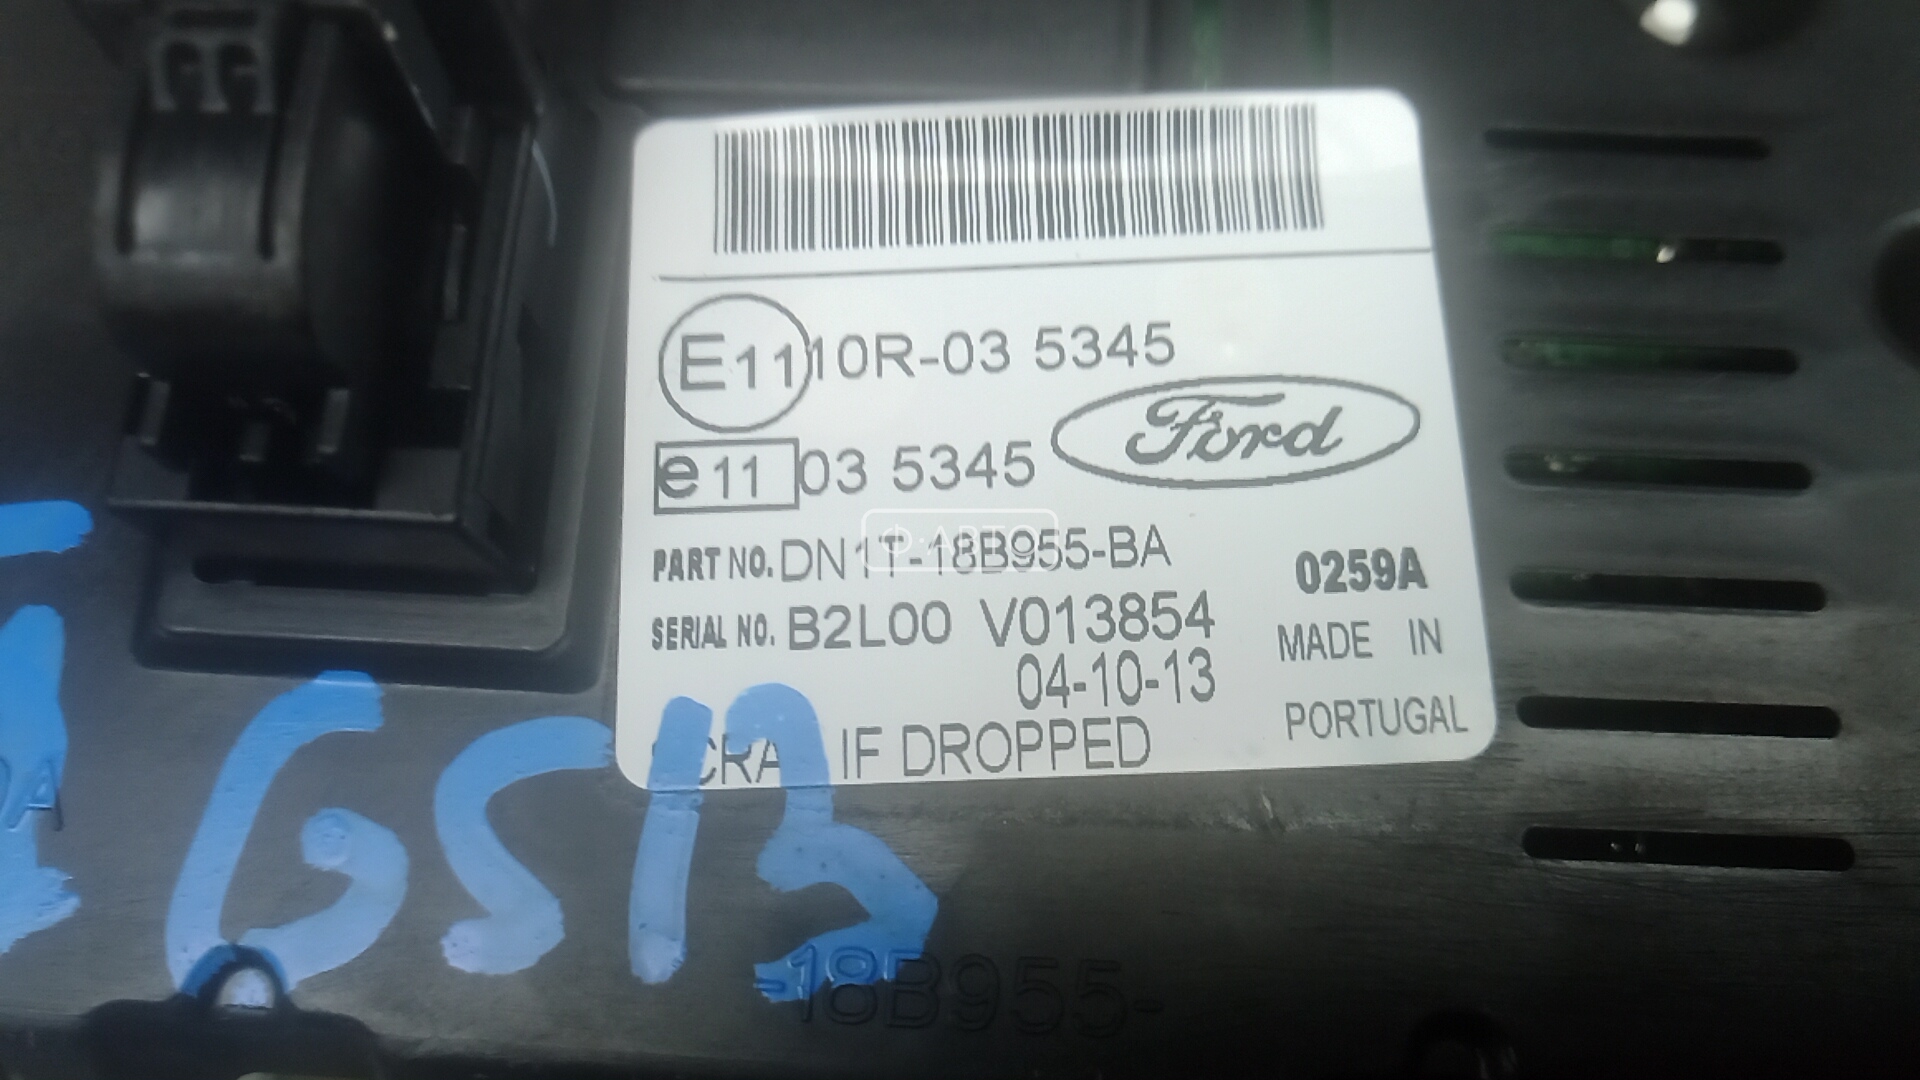 E11 10R-03 5345
e11 03 5345
Ford
PART NO. DN1T-18B955-BA
0259A
SERIAL NO. B2L00 V013854
MADE IN
04-10-13
PORTUGAL
IF DROPPED
АВТО
-18B955-